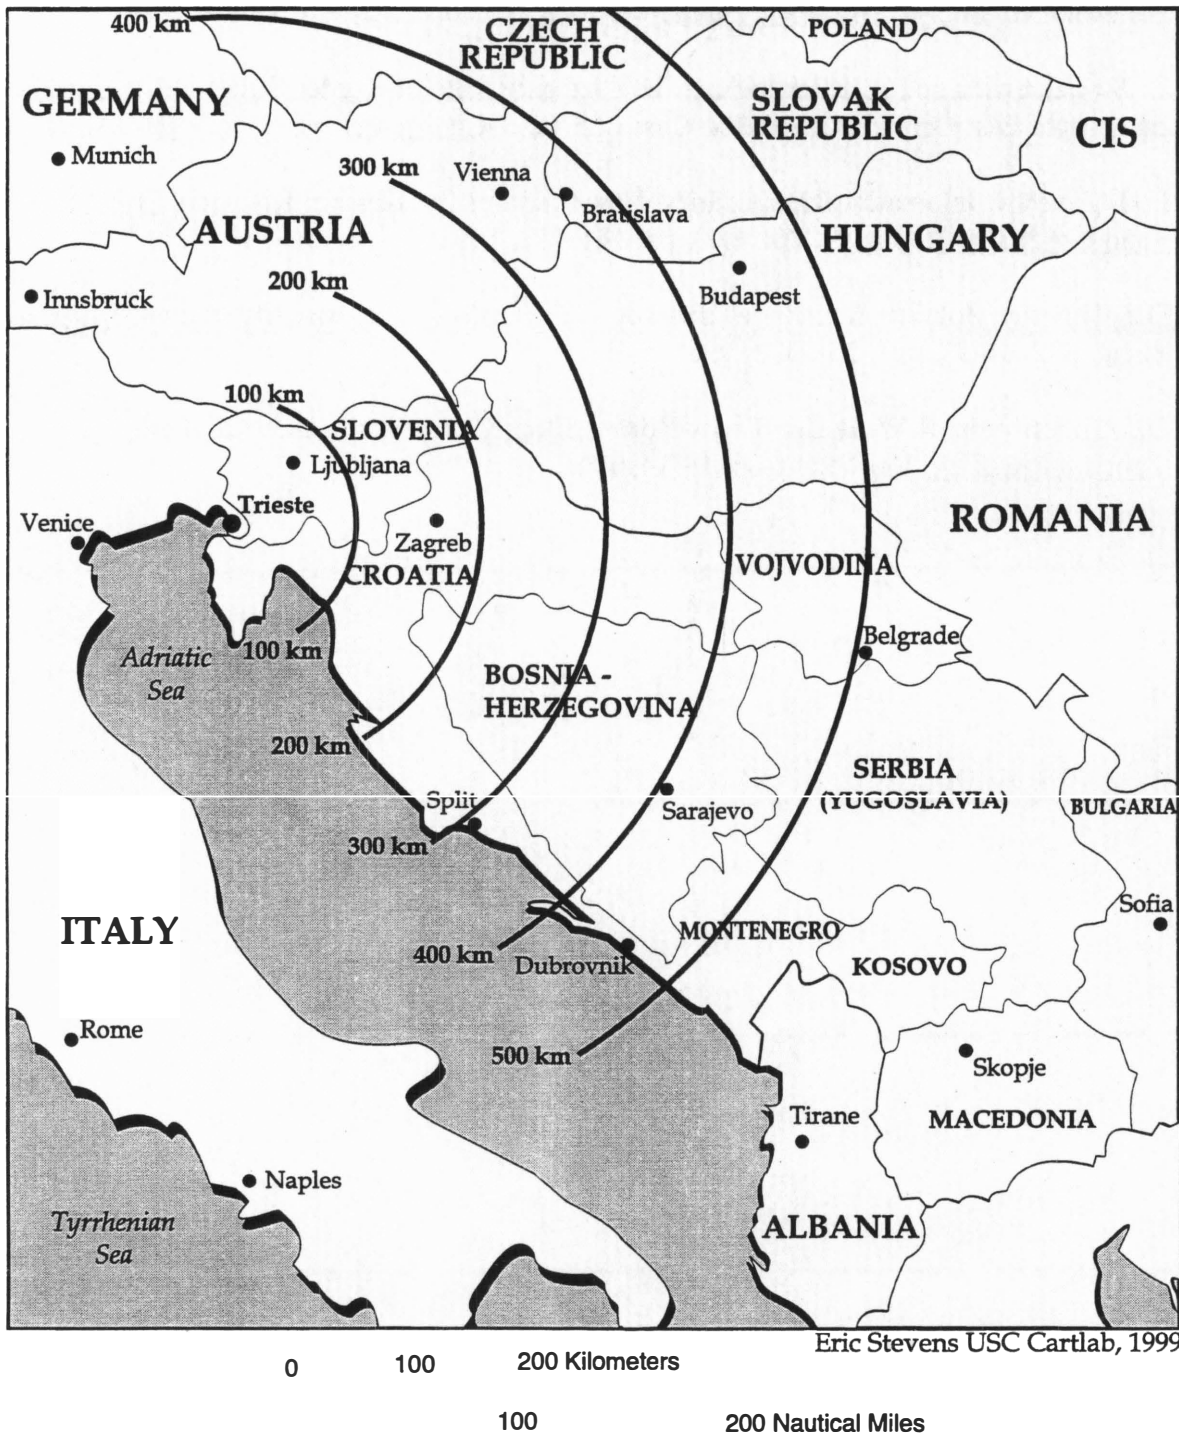 400 km
CZECH
REPUBLIC
POLAND
GERMANY
SLOVAK
REPUBLIC
CIS
Munich
300 km
Vienna
Bratislava
AUSTRIA
HUNGARY
200 km
Innsbruck
Budapest
100 km
SLOVENIA
Ljubljana
Trieste
Venice
Zagreb
ROMANIA
CROATIA
VOJVODINA
Belgrade
Adriatic
Sea
100 km
BOSNIA -
HERZEGOVINA
200 km
SERBIA
(YUGOSLAVIA)
BULGARIA
Split
Sarajevo
300 km
Sofia
ITALY
MONTENEGRO
400 km
Dubrovnik
KOSOVO
Rome
500 km
Skopje
Tirane
MACEDONIA
Naples
Tyrrhenian
Sea
ALBANIA
Eric Stevens USC Cartlab, 1999
0 100 200 Kilometers
100 200 Nautical Miles